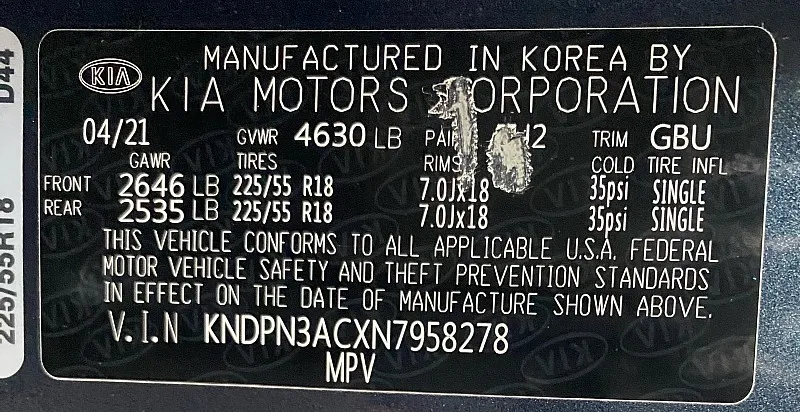 MANUFACTURED IN KOREA BY
KIA KIA MOTORS CORPORATION
04/21 GVWR 4630 LB TRIM GBU
GAWR TIRES RIMS COLD TIRE INFL
FRONT 2646 LB 225/55 R18 7.0Jx18 35psi SINGLE
REAR 2535 LB 225/55 R18 7.0Jx18 35psi SINGLE
THIS VEHICLE CONFORMS TO ALL APPLICABLE U.S.A. FEDERAL
MOTOR VEHICLE SAFETY AND THEFT PREVENTION STANDARDS
IN EFFECT ON THE DATE OF MANUFACTURE SHOWN ABOVE.
V.I.N KNDPN3ACXN7958278
MPV
225/55R18 D44